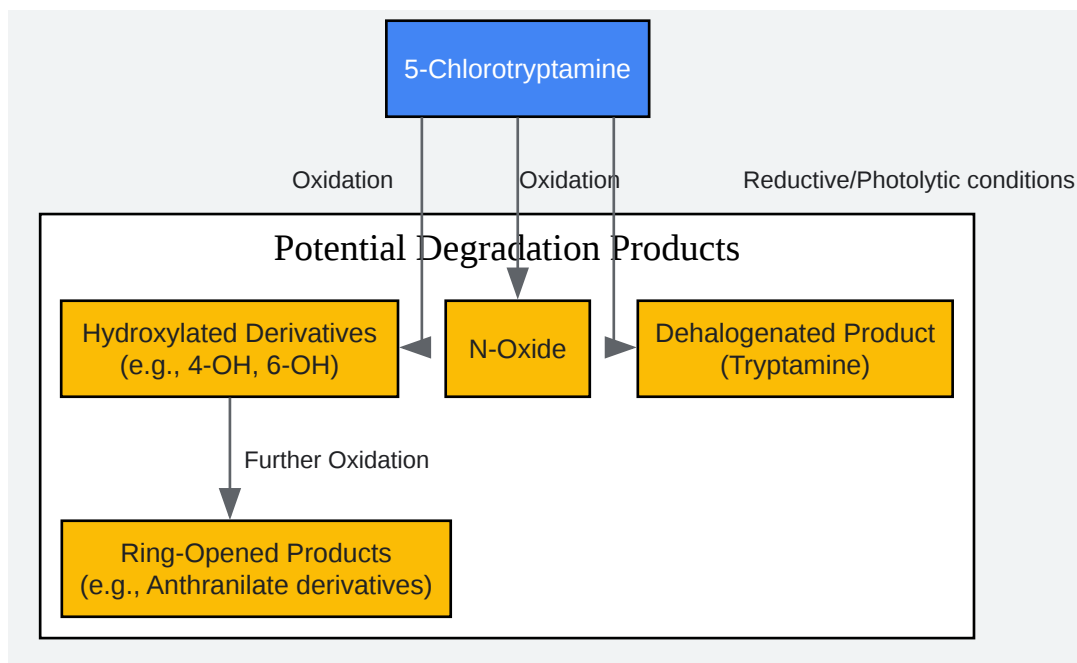 5-Chlorotryptamine
Oxidation
Oxidation
Reductive/Photolytic conditions
Potential Degradation Products
Hydroxylated Derivatives
(e.g., 4-OH, 6-OH)
N-Oxide
Dehalogenated Product
(Tryptamine)
Further Oxidation
Ring-Opened Products
(e.g., Anthranilate derivatives)